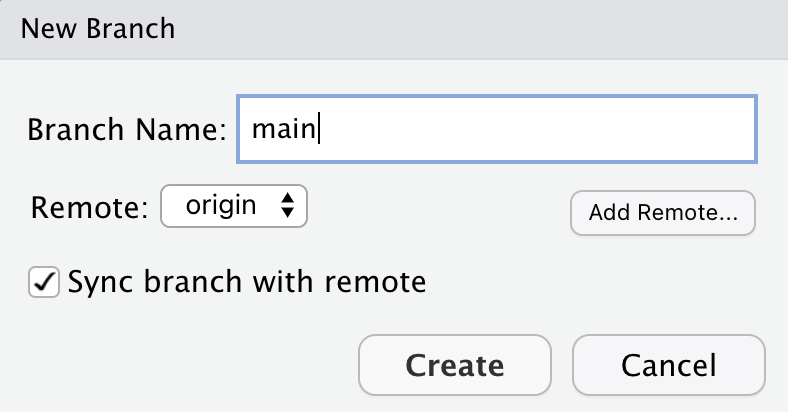 New Branch
Branch Name: main
Remote: origin Add Remote...
Sync branch with remote
Create Cancel